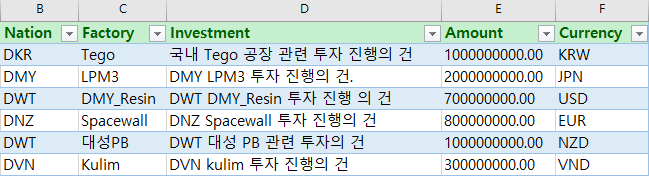 B C D E F
Nation Factory Investment Amount Currency
DKR Tego 국내 Tego 공장 관련 투자 진행의 건 1000000000.00 KRW
DMY LPM3 DMY LPM3 투자 진행의 건. 2000000000.00 JPN
DWT DMY_Resin DWT DMY_Resin 투자 진행 의 건 700000000.00 USD
DNZ Spacewall DNZ Spacewall 투자 진행의 건 800000000.00 EUR
DWT 대성PB DWT 대성 PB 관련 투자의 건 1000000000.00 NZD
DVN Kulim DVN kulim 투자 진행의 건 300000000.00 VND